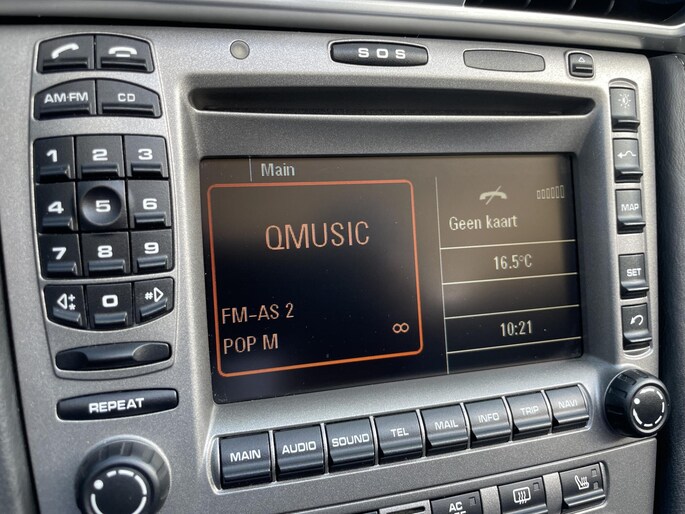 SOS
AM·FM CD
1 2 3
4 5 6
7 8 9
* 0 #
REPEAT
Main
QMUSIC
FM-AS 2
POP M
Geen kaart
16.5°C
10:21
MAP
SET
MAIN AUDIO SOUND TEL MAIL INFO TRIP NAVI
AC